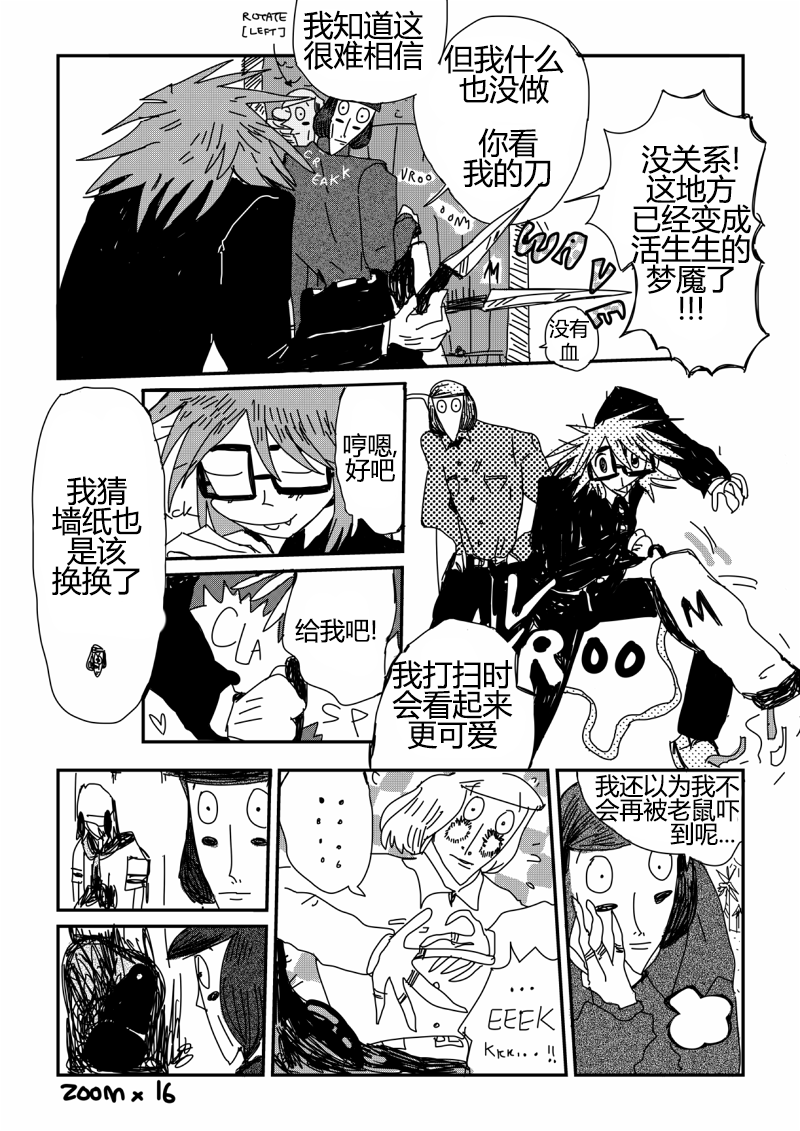 ROTATE
[LEFT]
我知道这
很难相信
但我什么
也没做
你看
我的刀
没关系!
这地方
已经变成
活生生的
梦魇了
!!!
CREAKK
VROO
OOM
M
WAVE
没有
血
哼嗯,
好吧
我猜
墙纸也
是该
换换了
CK
给我吧!
CLA
SP
我打扫时
会看起来
更可爱
VROOO
M
我还以为我不
会再被老鼠吓
到呢...
...
EEEK
KKKI...!!
ZOOM x 16